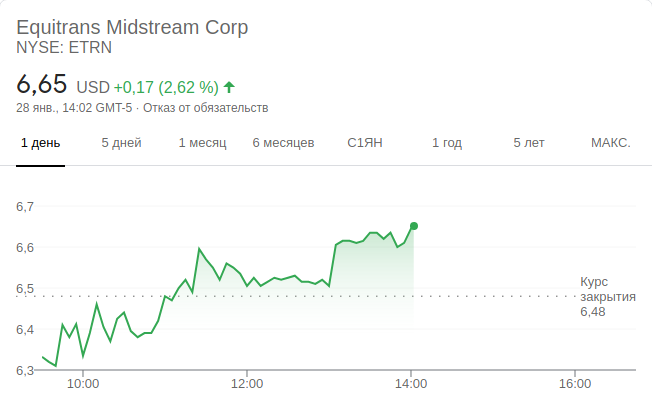 Equitrans Midstream Corp
NYSE: ETRN
6,65 USD +0,17 (2,62 %)
28 янв., 14:02 GMT-5 · Отказ от обязательств
1 день 5 дней 1 месяц 6 месяцев С1ЯН 1 год 5 лет МАКС.
6,7
6,6
6,5
6,4
6,3
Курс
закрытия
6,48
10:00 12:00 14:00 16:00